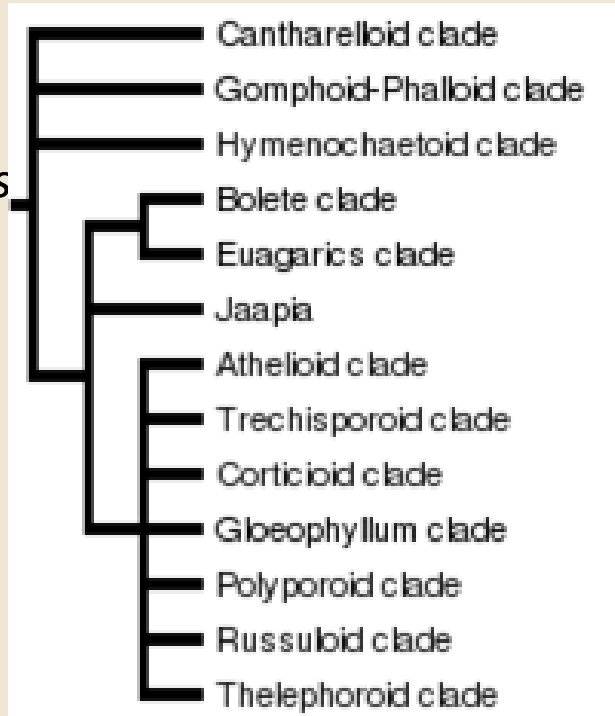 Cantharelloid clade
Gomphoid-Phalloid clade
Hymenochaetoid clade
s
Bolete clade
Euagarics clade
Jaapia
Athelioid clade
Trechisporoid clade
Corticioid clade
Gloeophyllum clade
Polyporoid clade
Russuloid clade
Thelephoroid clade